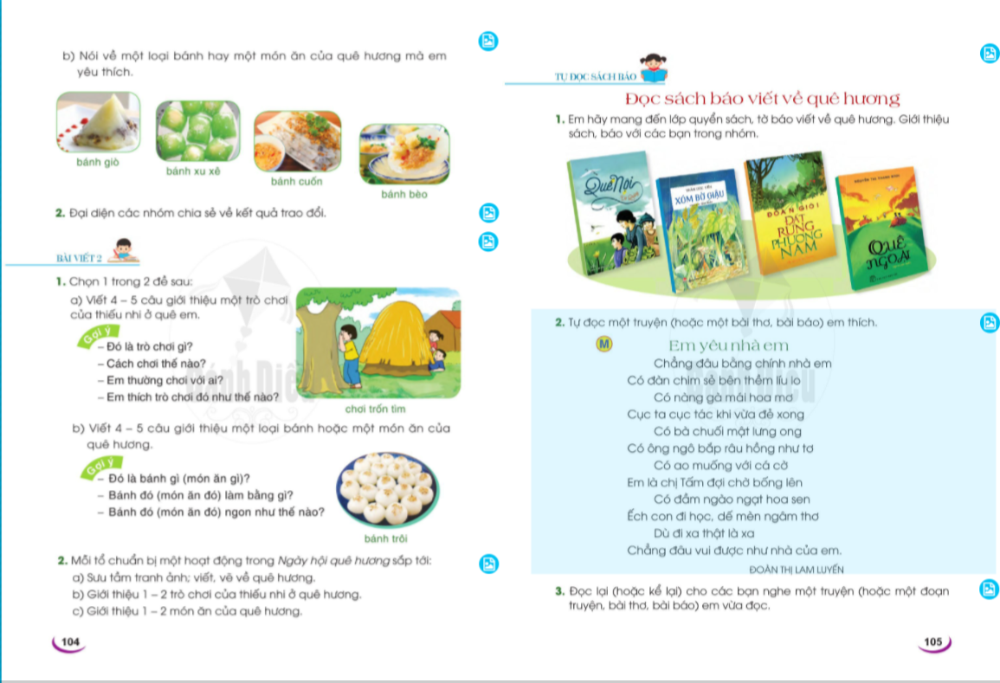 b) Nói về một loại bánh hay một món ăn của quê hương mà em
yêu thích.
bánh giò
bánh xu xê
bánh cuốn
bánh bèo
2. Đại diện các nhóm chia sẻ về kết quả trao đổi.
BÀI VIẾT 2
1. Chọn 1 trong 2 đề sau:
a) Viết 4 – 5 câu giới thiệu một trò chơi
của thiếu nhi ở quê em.
Gợi ý
– Đó là trò chơi gì?
– Cách chơi thế nào?
– Em thường chơi với ai?
– Em thích trò chơi đó như thế nào?
chơi trốn tìm
b) Viết 4 – 5 câu giới thiệu một loại bánh hoặc một món ăn của
quê hương.
Gợi ý
– Đó là bánh gì (món ăn gì)?
– Bánh đó (món ăn đó) làm bằng gì?
– Bánh đó (món ăn đó) ngon như thế nào?
bánh trôi
2. Mỗi tổ chuẩn bị một hoạt động trong Ngày hội quê hương sắp tới:
a) Sưu tầm tranh ảnh; viết, vẽ về quê hương.
b) Giới thiệu 1 – 2 trò chơi của thiếu nhi ở quê hương.
c) Giới thiệu 1 – 2 món ăn của quê hương.
104
TỰ ĐỌC SÁCH BÁO
Đọc sách báo viết về quê hương
1. Em hãy mang đến lớp quyển sách, tờ báo viết về quê hương. Giới thiệu
sách, báo với các bạn trong nhóm.
Quê Nội
XÓM BỜ GIẬU
ĐOÀN GIỎI
ĐẤT
RỪNG
PHƯƠNG
NAM
QUÊ
NGOẠI
2. Tự đọc một truyện (hoặc một bài thơ, bài báo) em thích.
M
Em yêu nhà em
Chẳng đâu bằng chính nhà em
Có đàn chim sẻ bên thềm líu lo
Có nàng gà mái hoa mơ
Cục ta cục tác khi vừa đẻ xong
Có bà chuối mật lưng ong
Có ông ngô bắp râu hồng như tơ
Có ao muống với cá cờ
Em là chị Tấm đợi chờ bống lên
Có đầm ngào ngạt hoa sen
Ếch con đi học, dế mèn ngâm thơ
Dù đi xa thật là xa
Chẳng đâu vui được như nhà của em.
ĐOÀN THỊ LAM LUYẾN
3. Đọc lại (hoặc kể lại) cho các bạn nghe một truyện (hoặc một đoạn
truyện, bài thơ, bài báo) em vừa đọc.
105
Cánh Diều